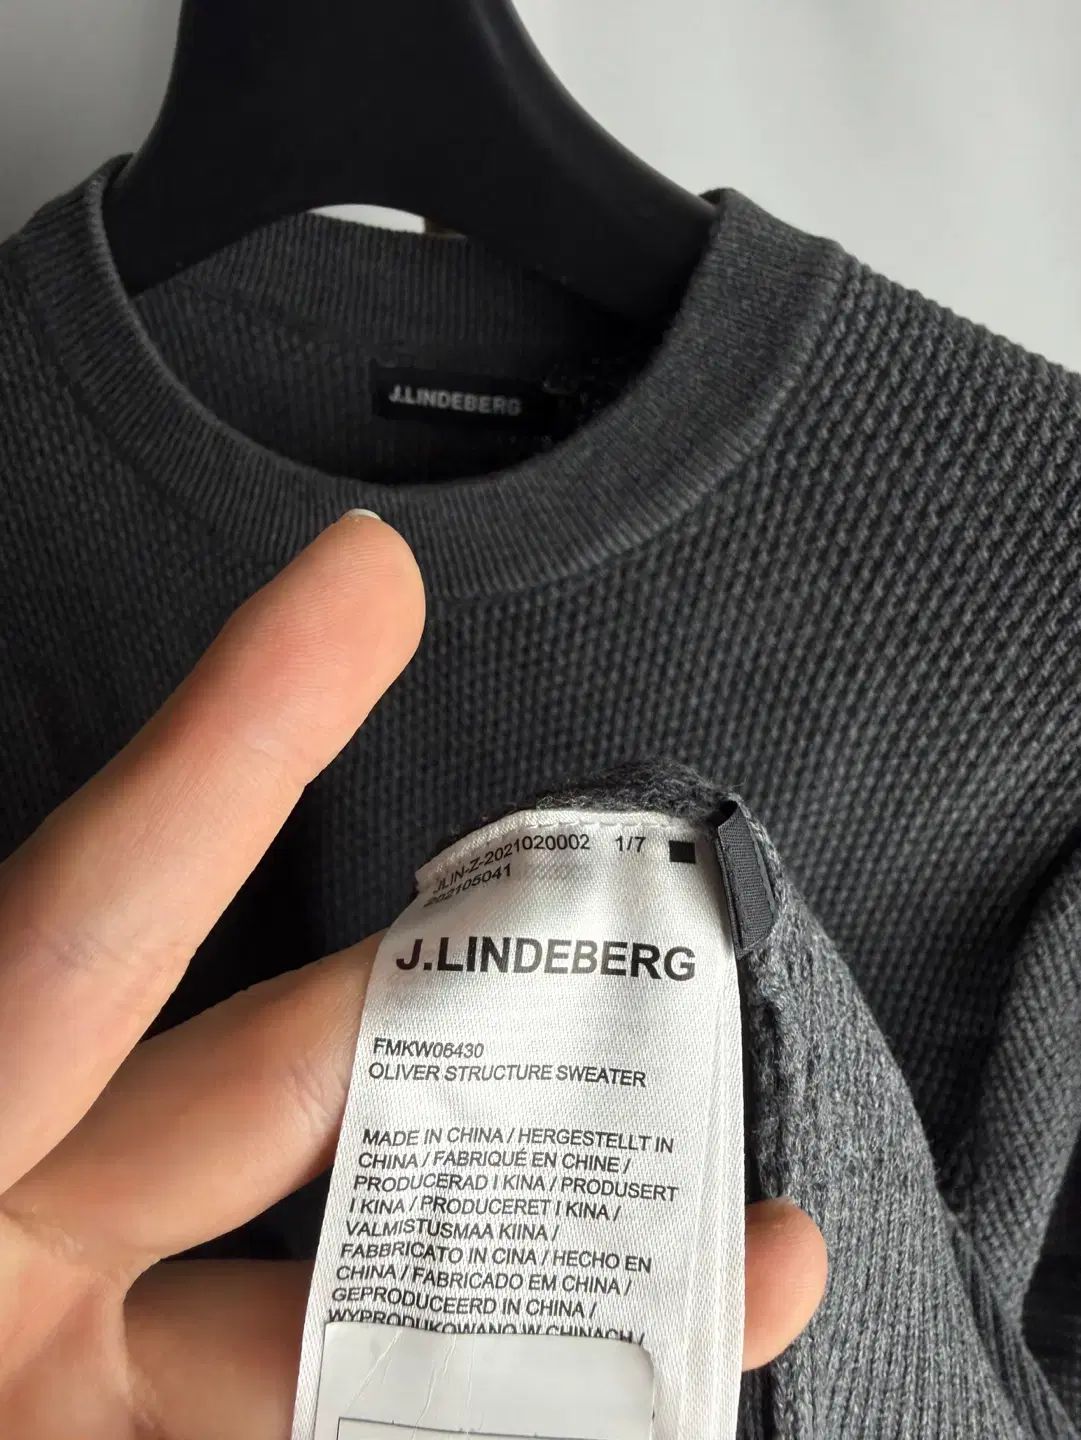 J.LINDEBERG
JLIN-Z-2021020002 1/7
202105041
J.LINDEBERG
FMKW06430
OLIVER STRUCTURE SWEATER
MADE IN CHINA / HERGESTELLT IN
CHINA / FABRIQUÉ EN CHINE /
PRODUCERAD I KINA / PRODUSERT
I KINA / PRODUCERET I KINA /
VALMISTUSMAA KIINA /
FABBRICATO IN CINA / HECHO EN
CHINA / FABRICADO EM CHINA /
GEPRODUCEERD IN CHINA /
WYPRODUKOWANO W CHINACH /